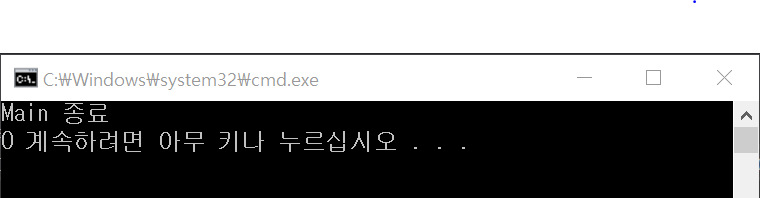 C:₩Windows₩system32₩cmd.exe
Main 종료
0 계속하려면 아무 키나 누르십시오 . . .